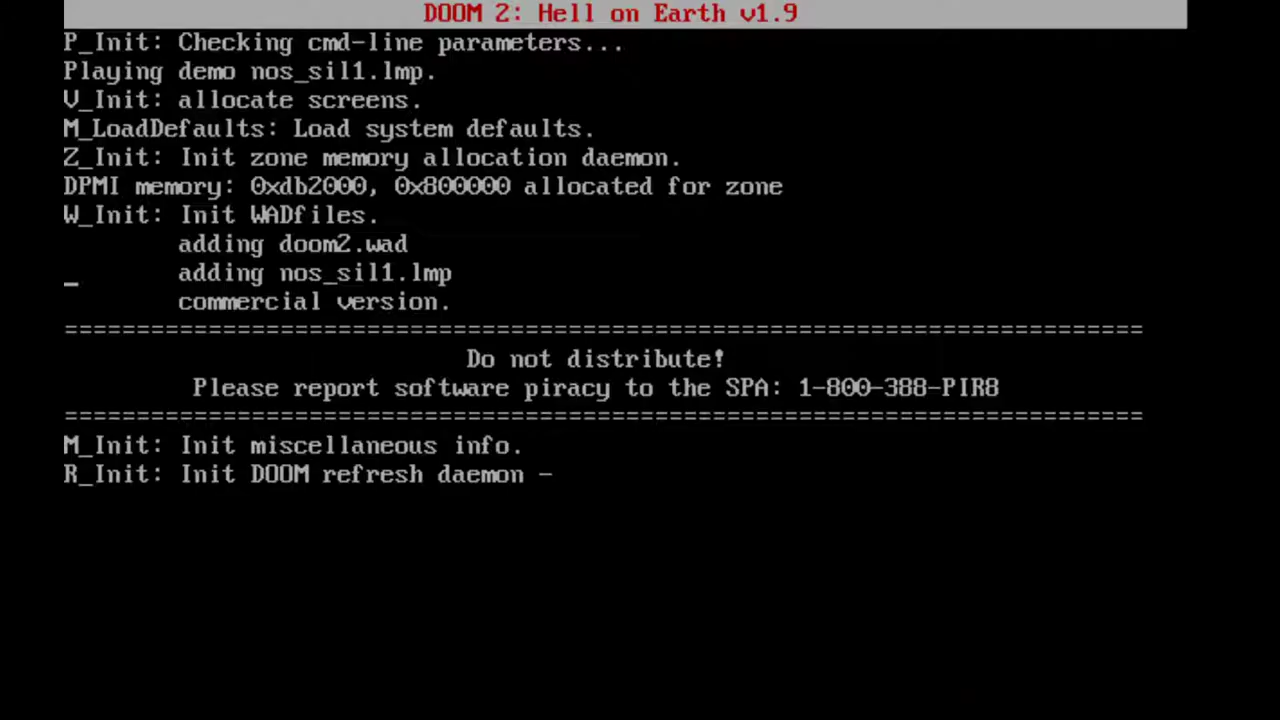 DOOM 2: Hell on Earth v1.9
P_Init: Checking cmd-line parameters...
Playing demo nos_sil1.lmp.
V_Init: allocate screens.
M_LoadDefaults: Load system defaults.
Z_Init: Init zone memory allocation daemon.
DPMI memory: 0xdb2000, 0x800000 allocated for zone
W_Init: Init WADfiles.
adding doom2.wad
_ adding nos_sil1.lmp
commercial version.
===========================================================================
Do not distribute!
Please report software piracy to the SPA: 1-800-388-PIR8
===========================================================================
M_Init: Init miscellaneous info.
R_Init: Init DOOM refresh daemon -